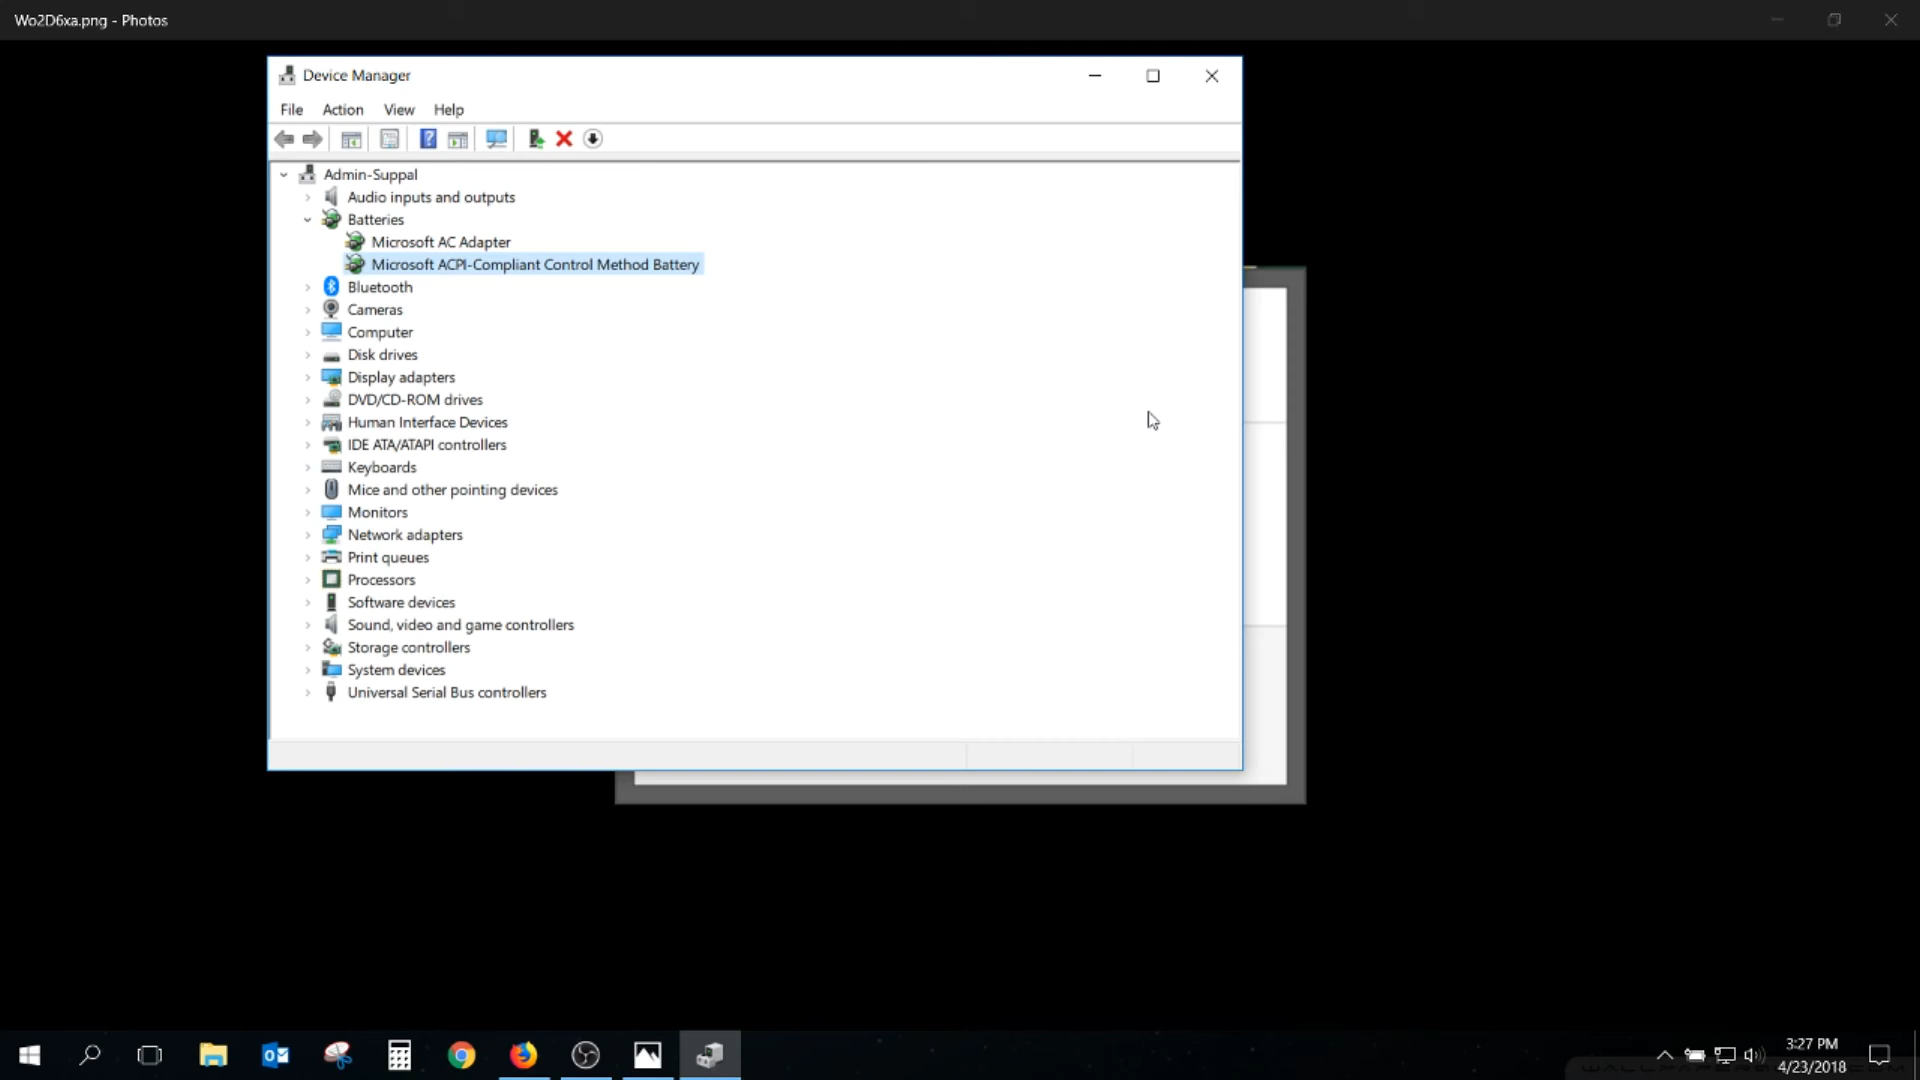 Wo2D6xa.png - Photos
Device Manager
File Action View Help
Admin-Suppal
Audio inputs and outputs
Batteries
Microsoft AC Adapter
Microsoft ACPI-Compliant Control Method Battery
Bluetooth
Cameras
Computer
Disk drives
Display adapters
DVD/CD-ROM drives
Human Interface Devices
IDE ATA/ATAPI controllers
Keyboards
Mice and other pointing devices
Monitors
Network adapters
Print queues
Processors
Software devices
Sound, video and game controllers
Storage controllers
System devices
Universal Serial Bus controllers
3:27 PM
4/23/2018